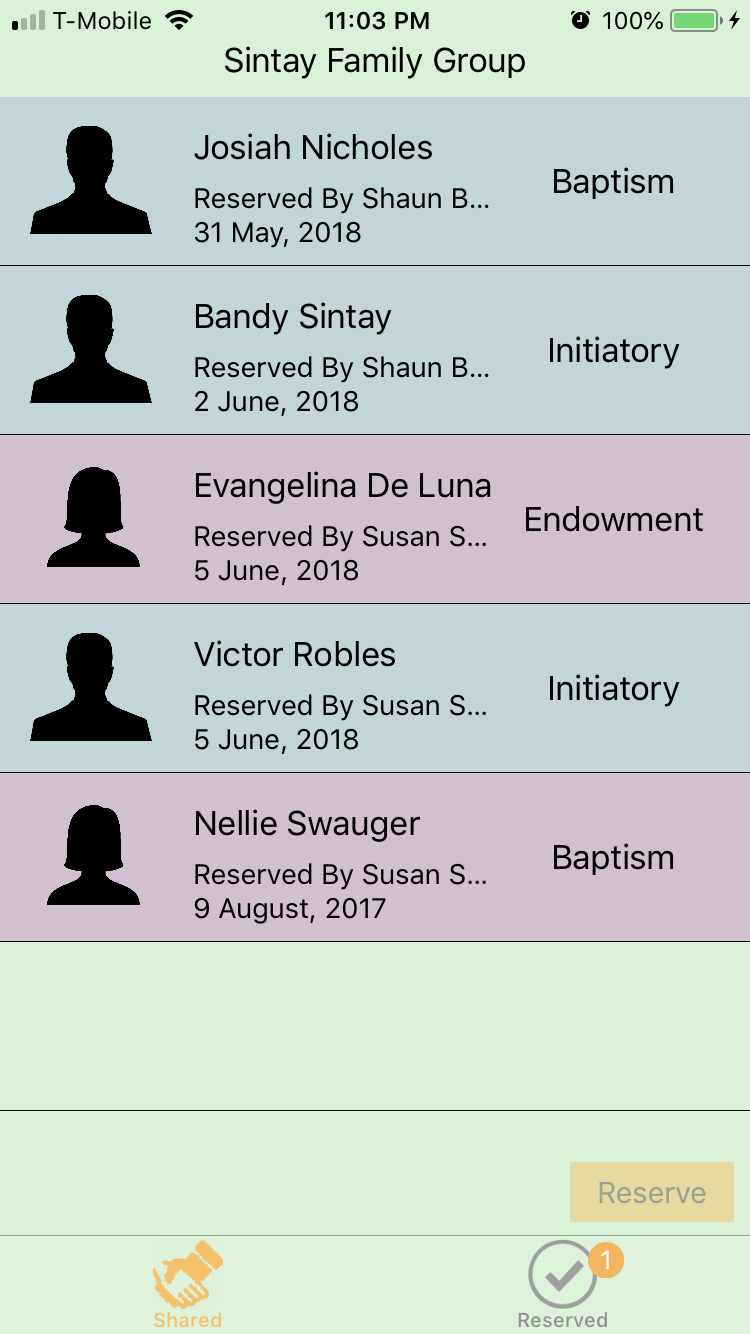 T-Mobile 11:03 PM 100%
Sintay Family Group
Josiah Nicholes
Reserved By Shaun B...
31 May, 2018
Baptism
Bandy Sintay
Reserved By Shaun B...
2 June, 2018
Initiatory
Evangelina De Luna
Reserved By Susan S...
5 June, 2018
Endowment
Victor Robles
Reserved By Susan S...
5 June, 2018
Initiatory
Nellie Swauger
Reserved By Susan S...
9 August, 2017
Baptism
Reserve
Shared
1
Reserved